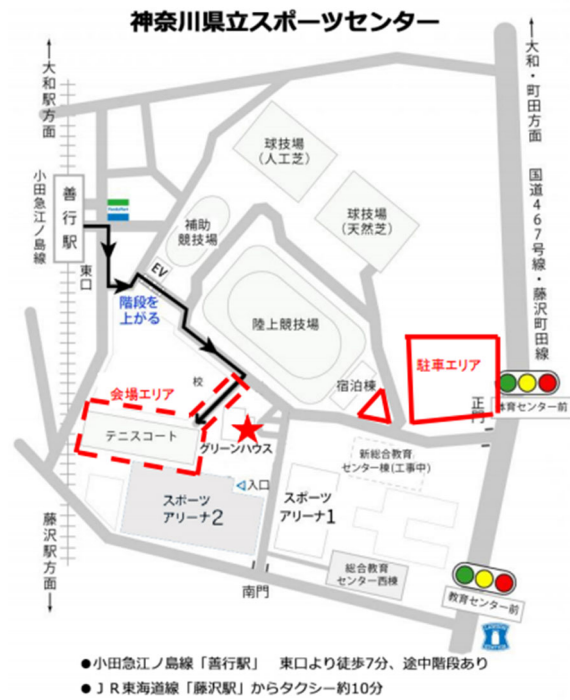 神奈川県立スポーツセンター
←大和駅方面
小田急江ノ島線
善行駅
東口
FamilyMart
補助
競技場
球技場
(人工芝)
球技場
(天然芝)
大和・町田方面→
国道467号線・藤沢町田線
EV
階段を
上がる
陸上競技場
駐車エリア
宿泊棟
体育センター前
正門
校
会場エリア
テニスコート
グリーンハウス
新総合教育
センター棟(工事中)
入口
スポーツ
アリーナ2
スポーツ
アリーナ1
総合教育
センター西棟
南門
教育センター前
藤沢駅方面→
●小田急江ノ島線「善行駅」 東口より徒歩7分、途中階段あり
●JR東海道線「藤沢駅」からタクシー約10分